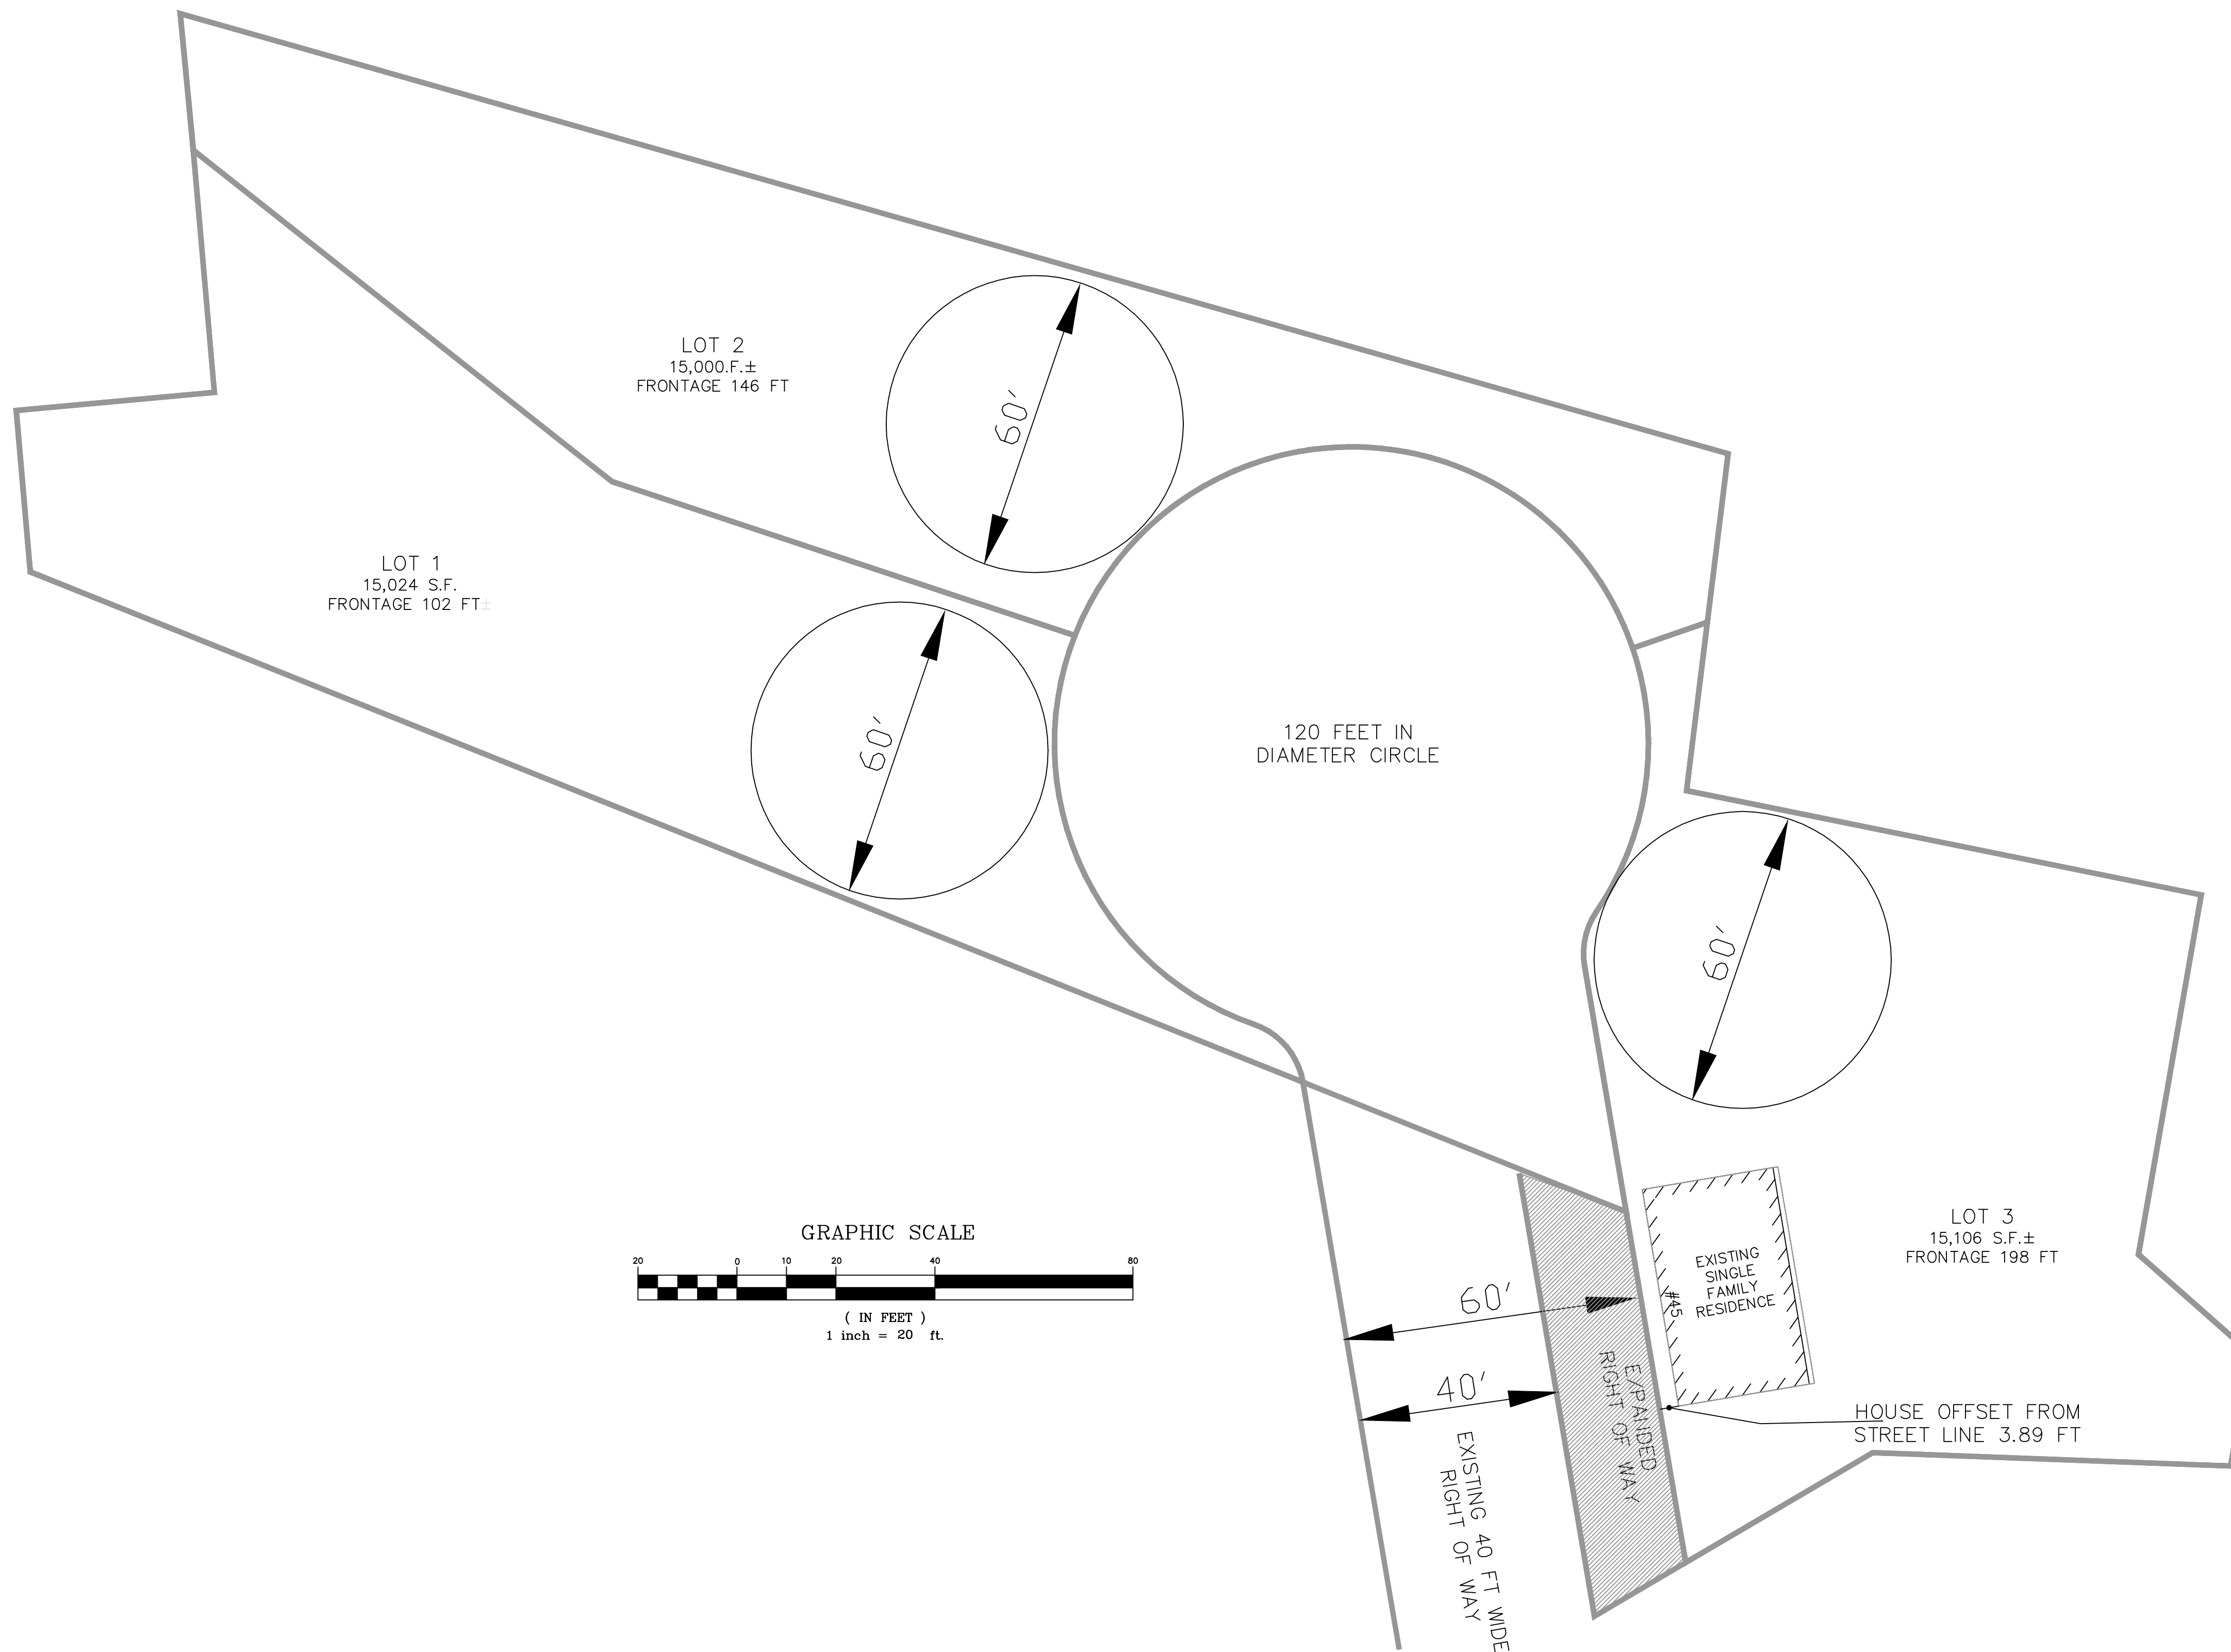 LOT 2
15,000.F.±
FRONTAGE 146 FT
60'
LOT 1
15,024 S.F.
FRONTAGE 102 FT±
60'
120 FEET IN
DIAMETER CIRCLE
60'
LOT 3
15,106 S.F.±
FRONTAGE 198 FT
EXISTING
SINGLE
FAMILY
RESIDENCE
#45
GRAPHIC SCALE
20 0 10 20 40 80
( IN FEET )
1 inch = 20 ft.
60'
40'
EXPANDED
RIGHT OF WAY
HOUSE OFFSET FROM
STREET LINE 3.89 FT
EXISTING 40 FT WIDE
RIGHT OF WAY